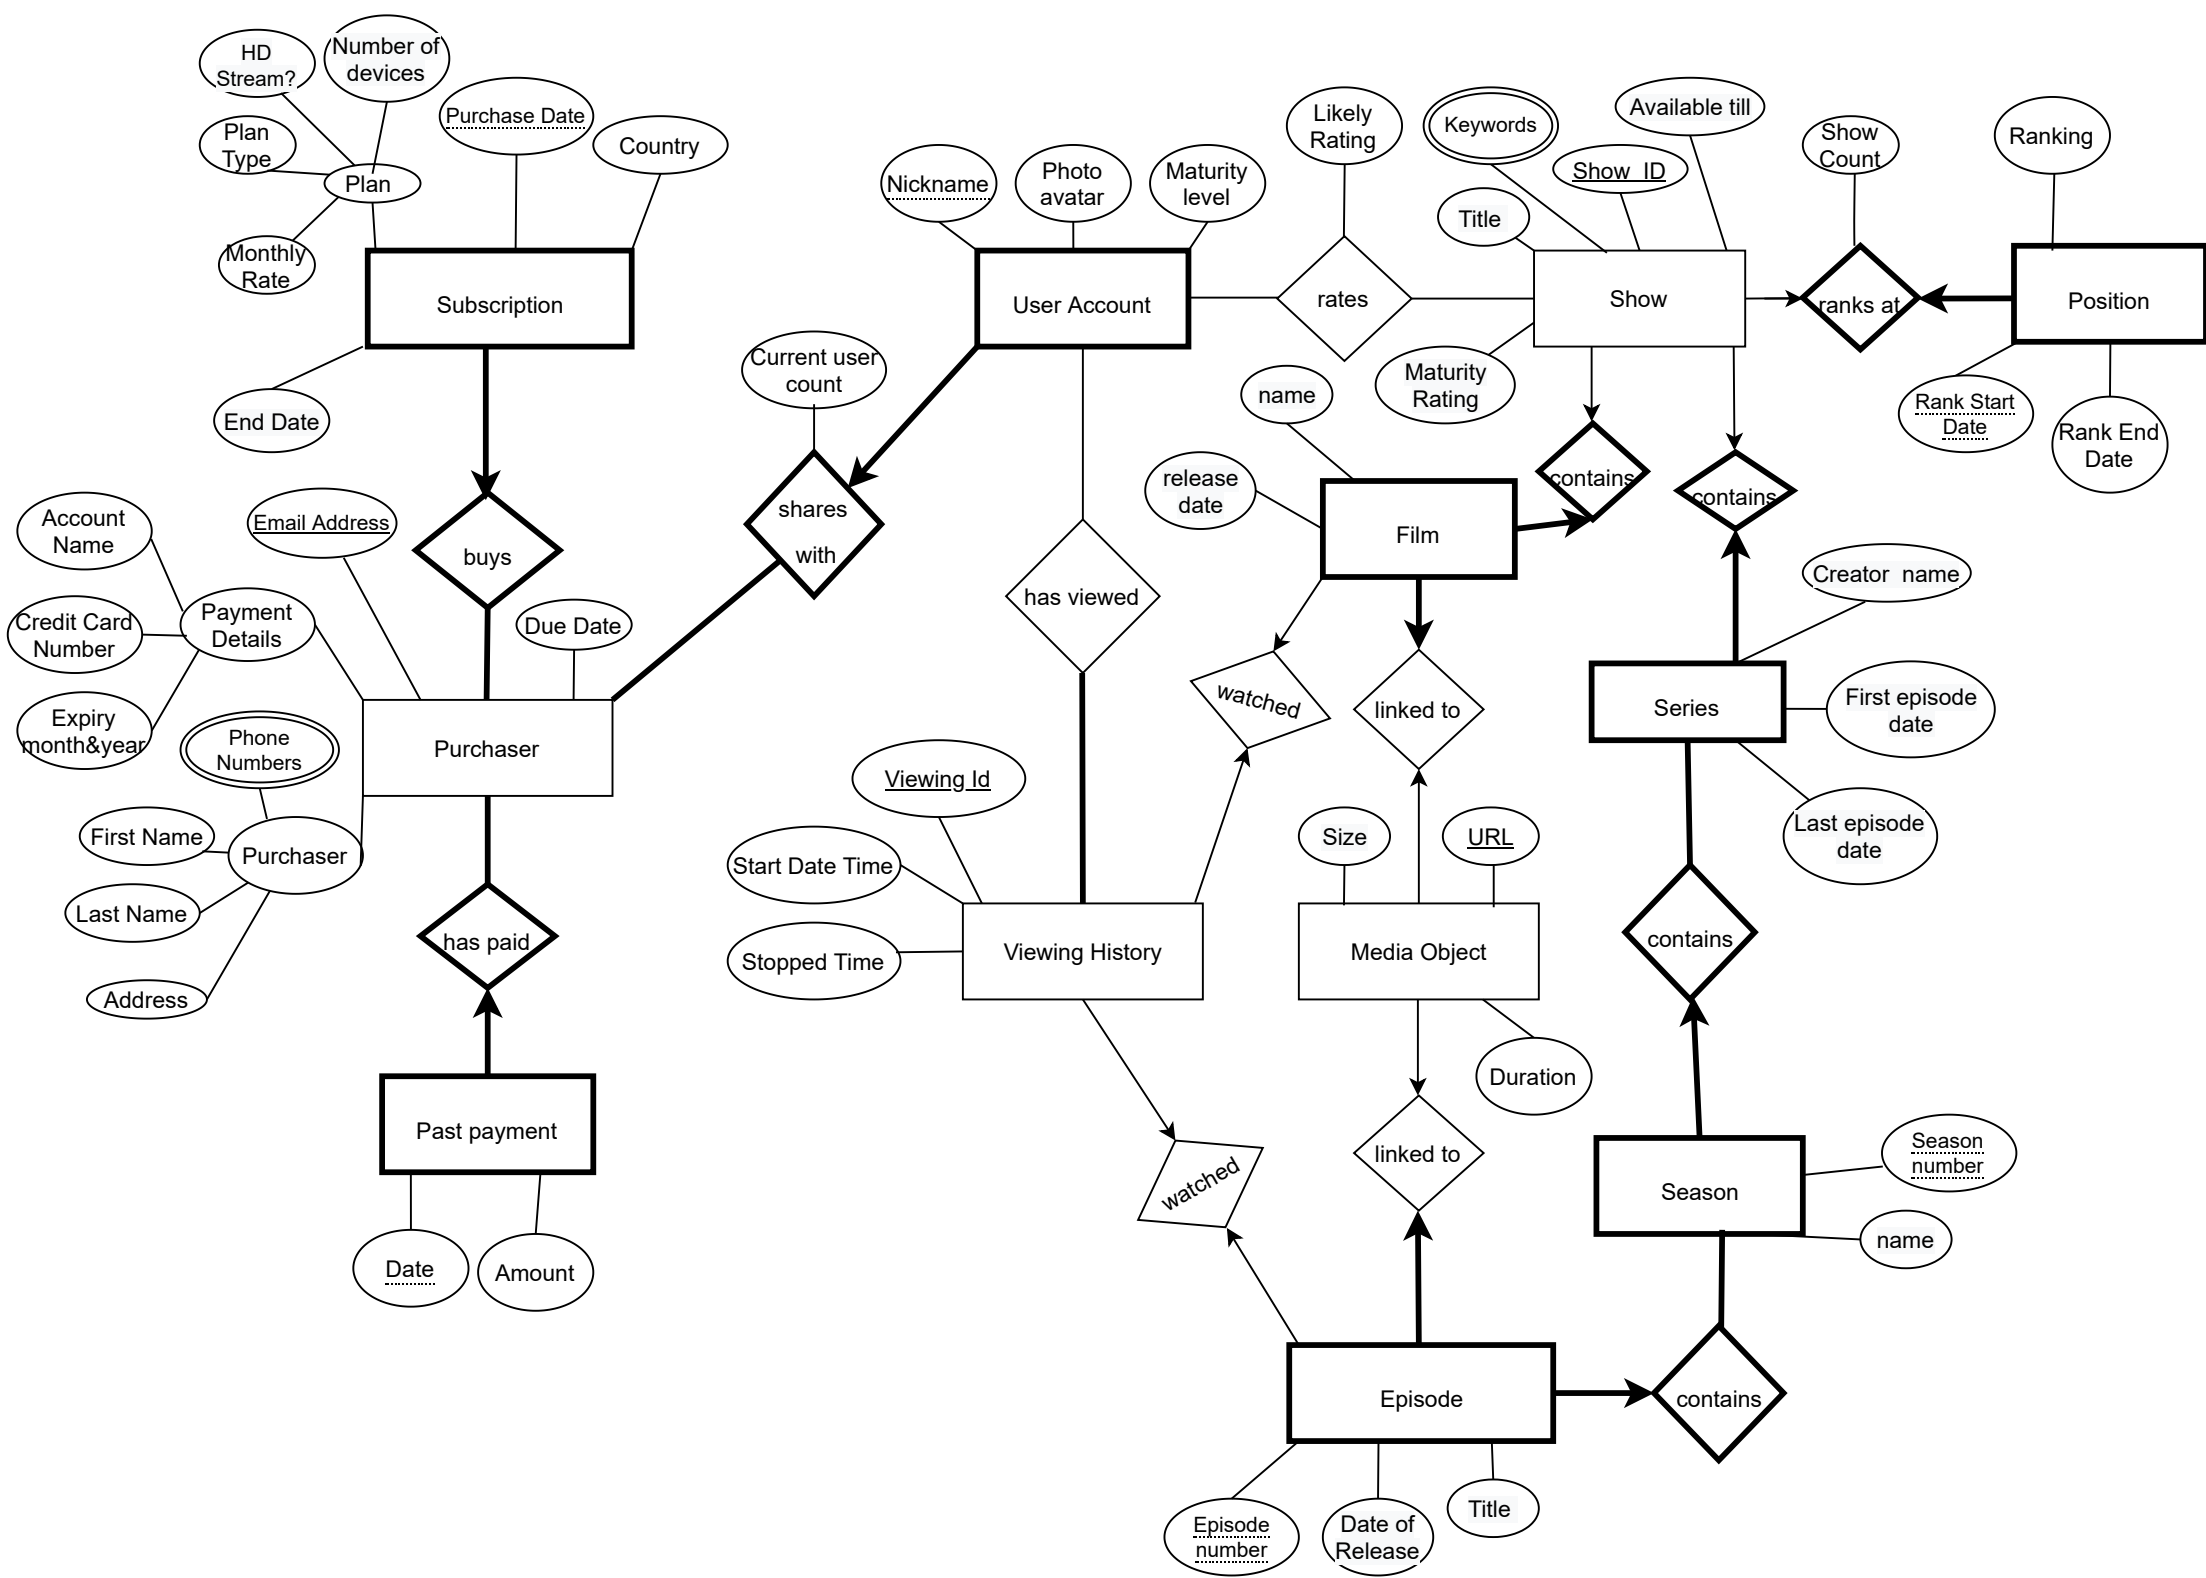 HD
Stream?
Number of
devices
Plan
Type
Plan
Monthly
Rate
Purchase Date
Country
Subscription
End Date
Nickname
Photo
avatar
Maturity
level
User Account
Current user
count
shares
with
Likely
Rating
rates
Keywords
Available till
Show  ID
Title
Show
Maturity
Rating
Show
Count
ranks at
Ranking
Position
Rank Start
Date
Rank End
Date
name
release
date
Film
contains
contains
Account
Name
Email Address
buys
Credit Card
Number
Payment
Details
Due Date
Expiry
month&year
Phone
Numbers
Purchaser
First Name
Purchaser
Last Name
Address
has paid
Past payment
Date
Amount
has viewed
watched
linked to
Creator  name
Series
First episode
date
Last episode
date
Viewing Id
Start Date Time
Stopped Time
Viewing History
Size
URL
Media Object
Duration
contains
watched
linked to
Season
Season
number
name
Episode
contains
Episode
number
Date of
Release
Title